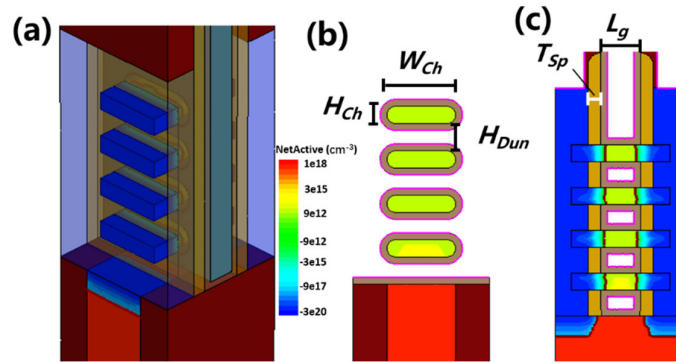 (a)
NetActive (cm⁻³)
1e18
3e15
9e12
-9e12
-3e15
-9e17
-3e20
(b)
W_Ch
H_Ch
H_Dun
(c)
L_g
T_Sp